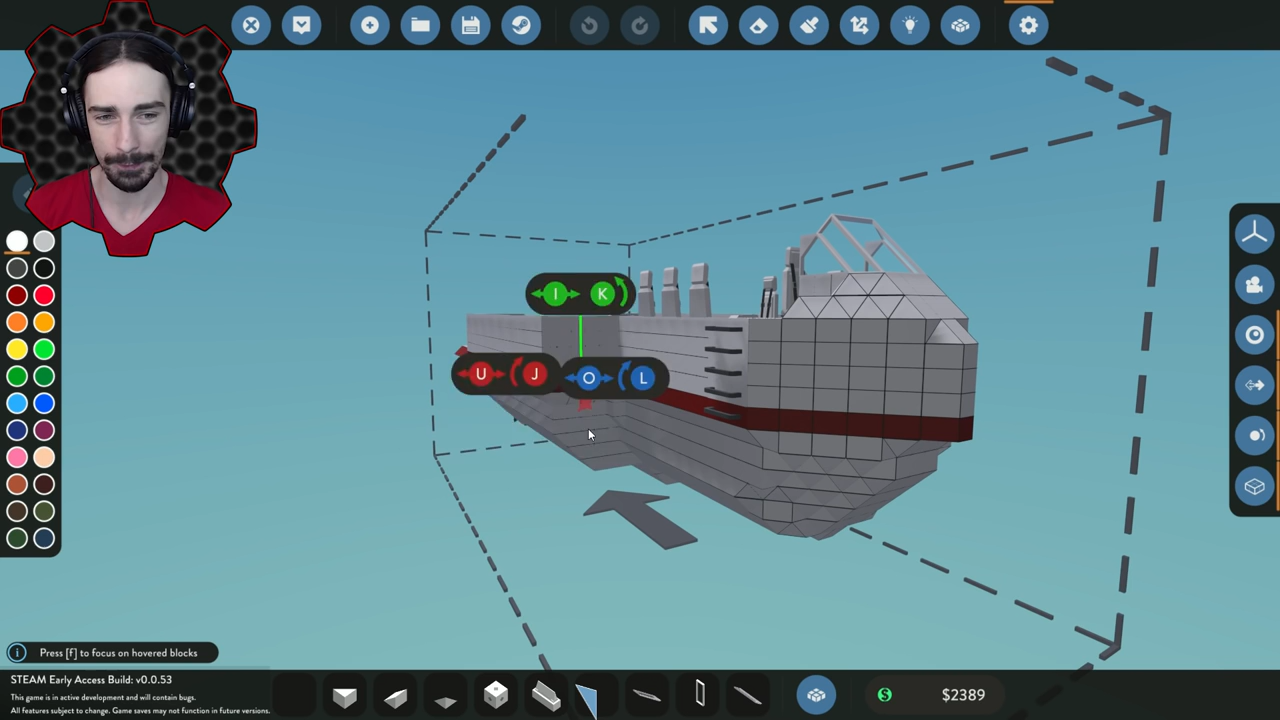 I K
U J O L
Press [f] to focus on hovered blocks
STEAM Early Access Build: v0.0.53
This game is in active development and will contain bugs.
All features subject to change. Game saves may not function in future versions.
$ $2389